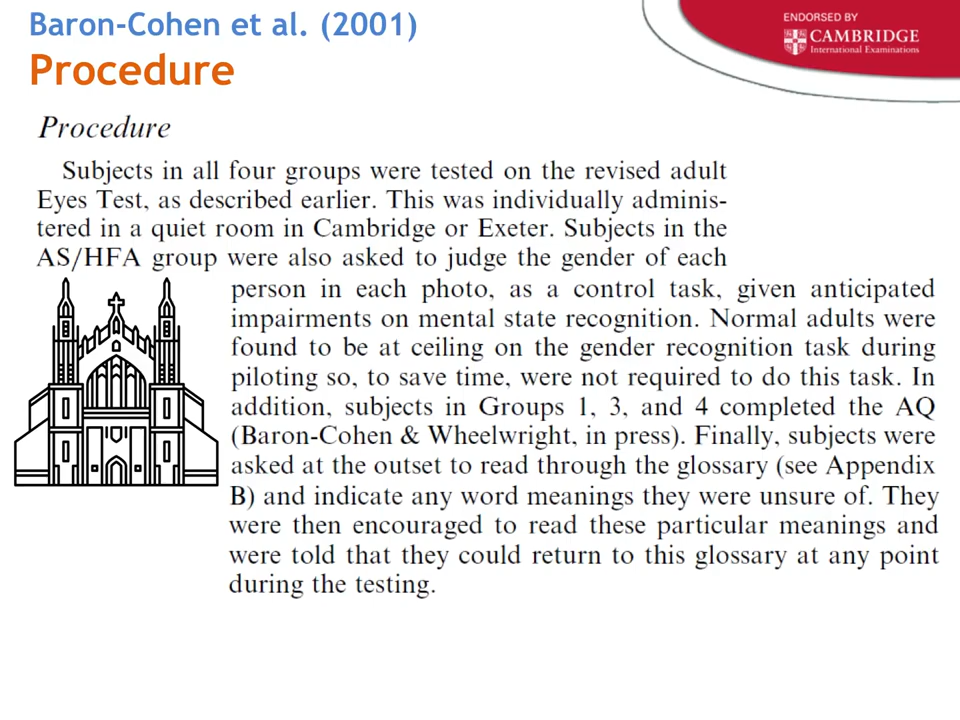 Baron-Cohen et al. (2001)
Procedure
ENDORSED BY
CAMBRIDGE
International Examinations
Procedure
Subjects in all four groups were tested on the revised adult
Eyes Test, as described earlier. This was individually adminis-
tered in a quiet room in Cambridge or Exeter. Subjects in the
AS/HFA group were also asked to judge the gender of each
person in each photo, as a control task, given anticipated
impairments on mental state recognition. Normal adults were
found to be at ceiling on the gender recognition task during
piloting so, to save time, were not required to do this task. In
addition, subjects in Groups 1, 3, and 4 completed the AQ
(Baron-Cohen & Wheelwright, in press). Finally, subjects were
asked at the outset to read through the glossary (see Appendix
B) and indicate any word meanings they were unsure of. They
were then encouraged to read these particular meanings and
were told that they could return to this glossary at any point
during the testing.